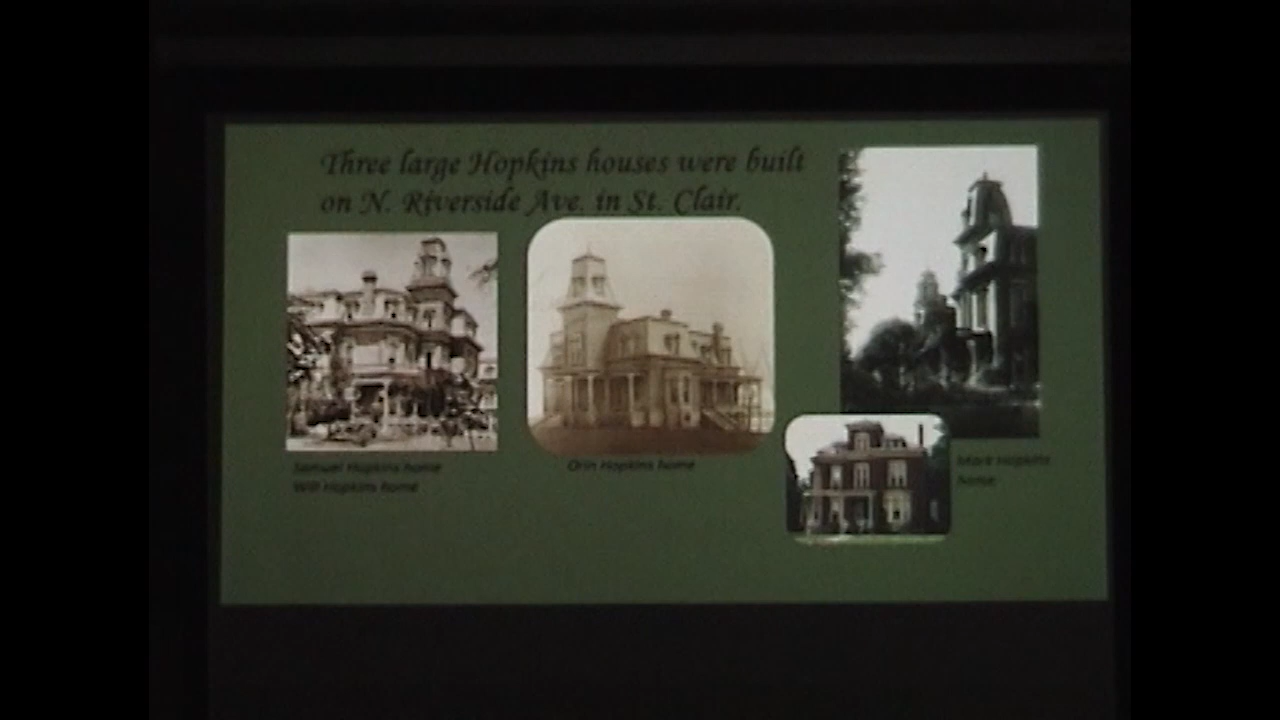 Three large Hopkins houses were built
on N. Riverside Ave. in St. Clair.
Samuel Hopkins home
Will Hopkins home
Orin Hopkins home
Mark Hopkins
home